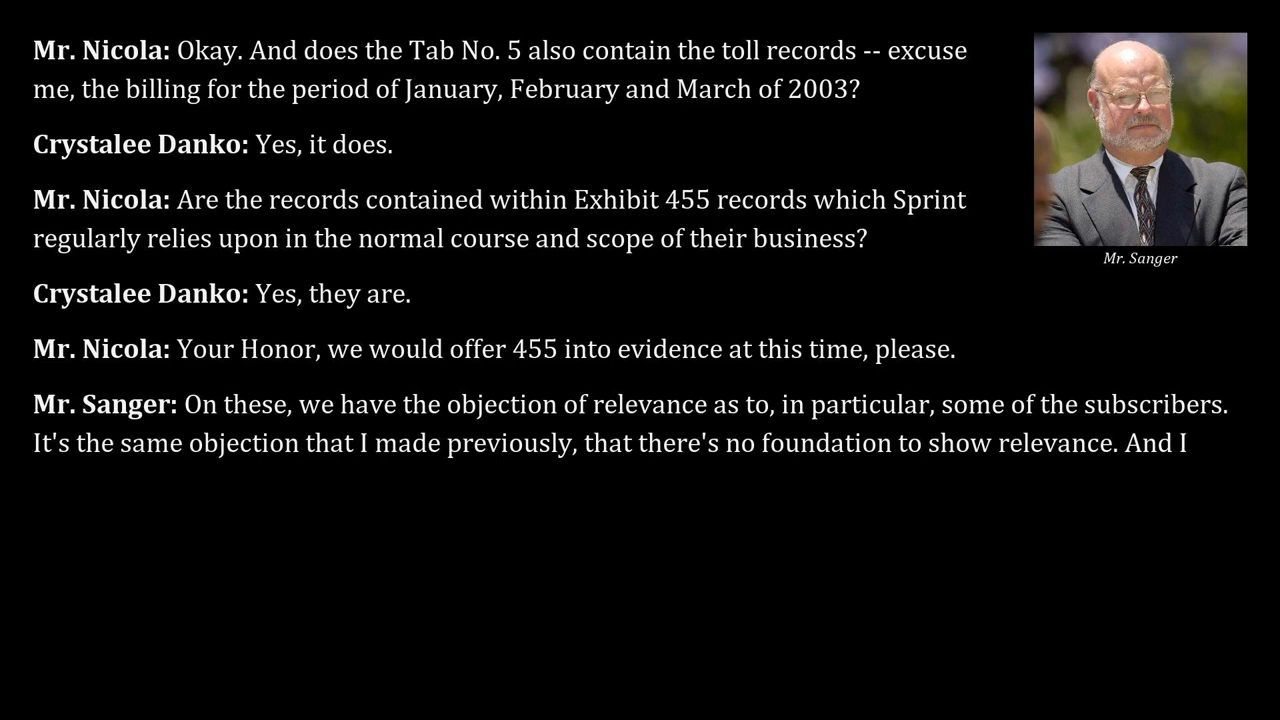 Mr. Nicola: Okay. And does the Tab No. 5 also contain the toll records -- excuse
me, the billing for the period of January, February and March of 2003?
Crystalee Danko: Yes, it does.
Mr. Nicola: Are the records contained within Exhibit 455 records which Sprint
regularly relies upon in the normal course and scope of their business?
Crystalee Danko: Yes, they are.
Mr. Nicola: Your Honor, we would offer 455 into evidence at this time, please.
Mr. Sanger: On these, we have the objection of relevance as to, in particular, some of the subscribers.
It's the same objection that I made previously, that there's no foundation to show relevance. And I
Mr. Sanger